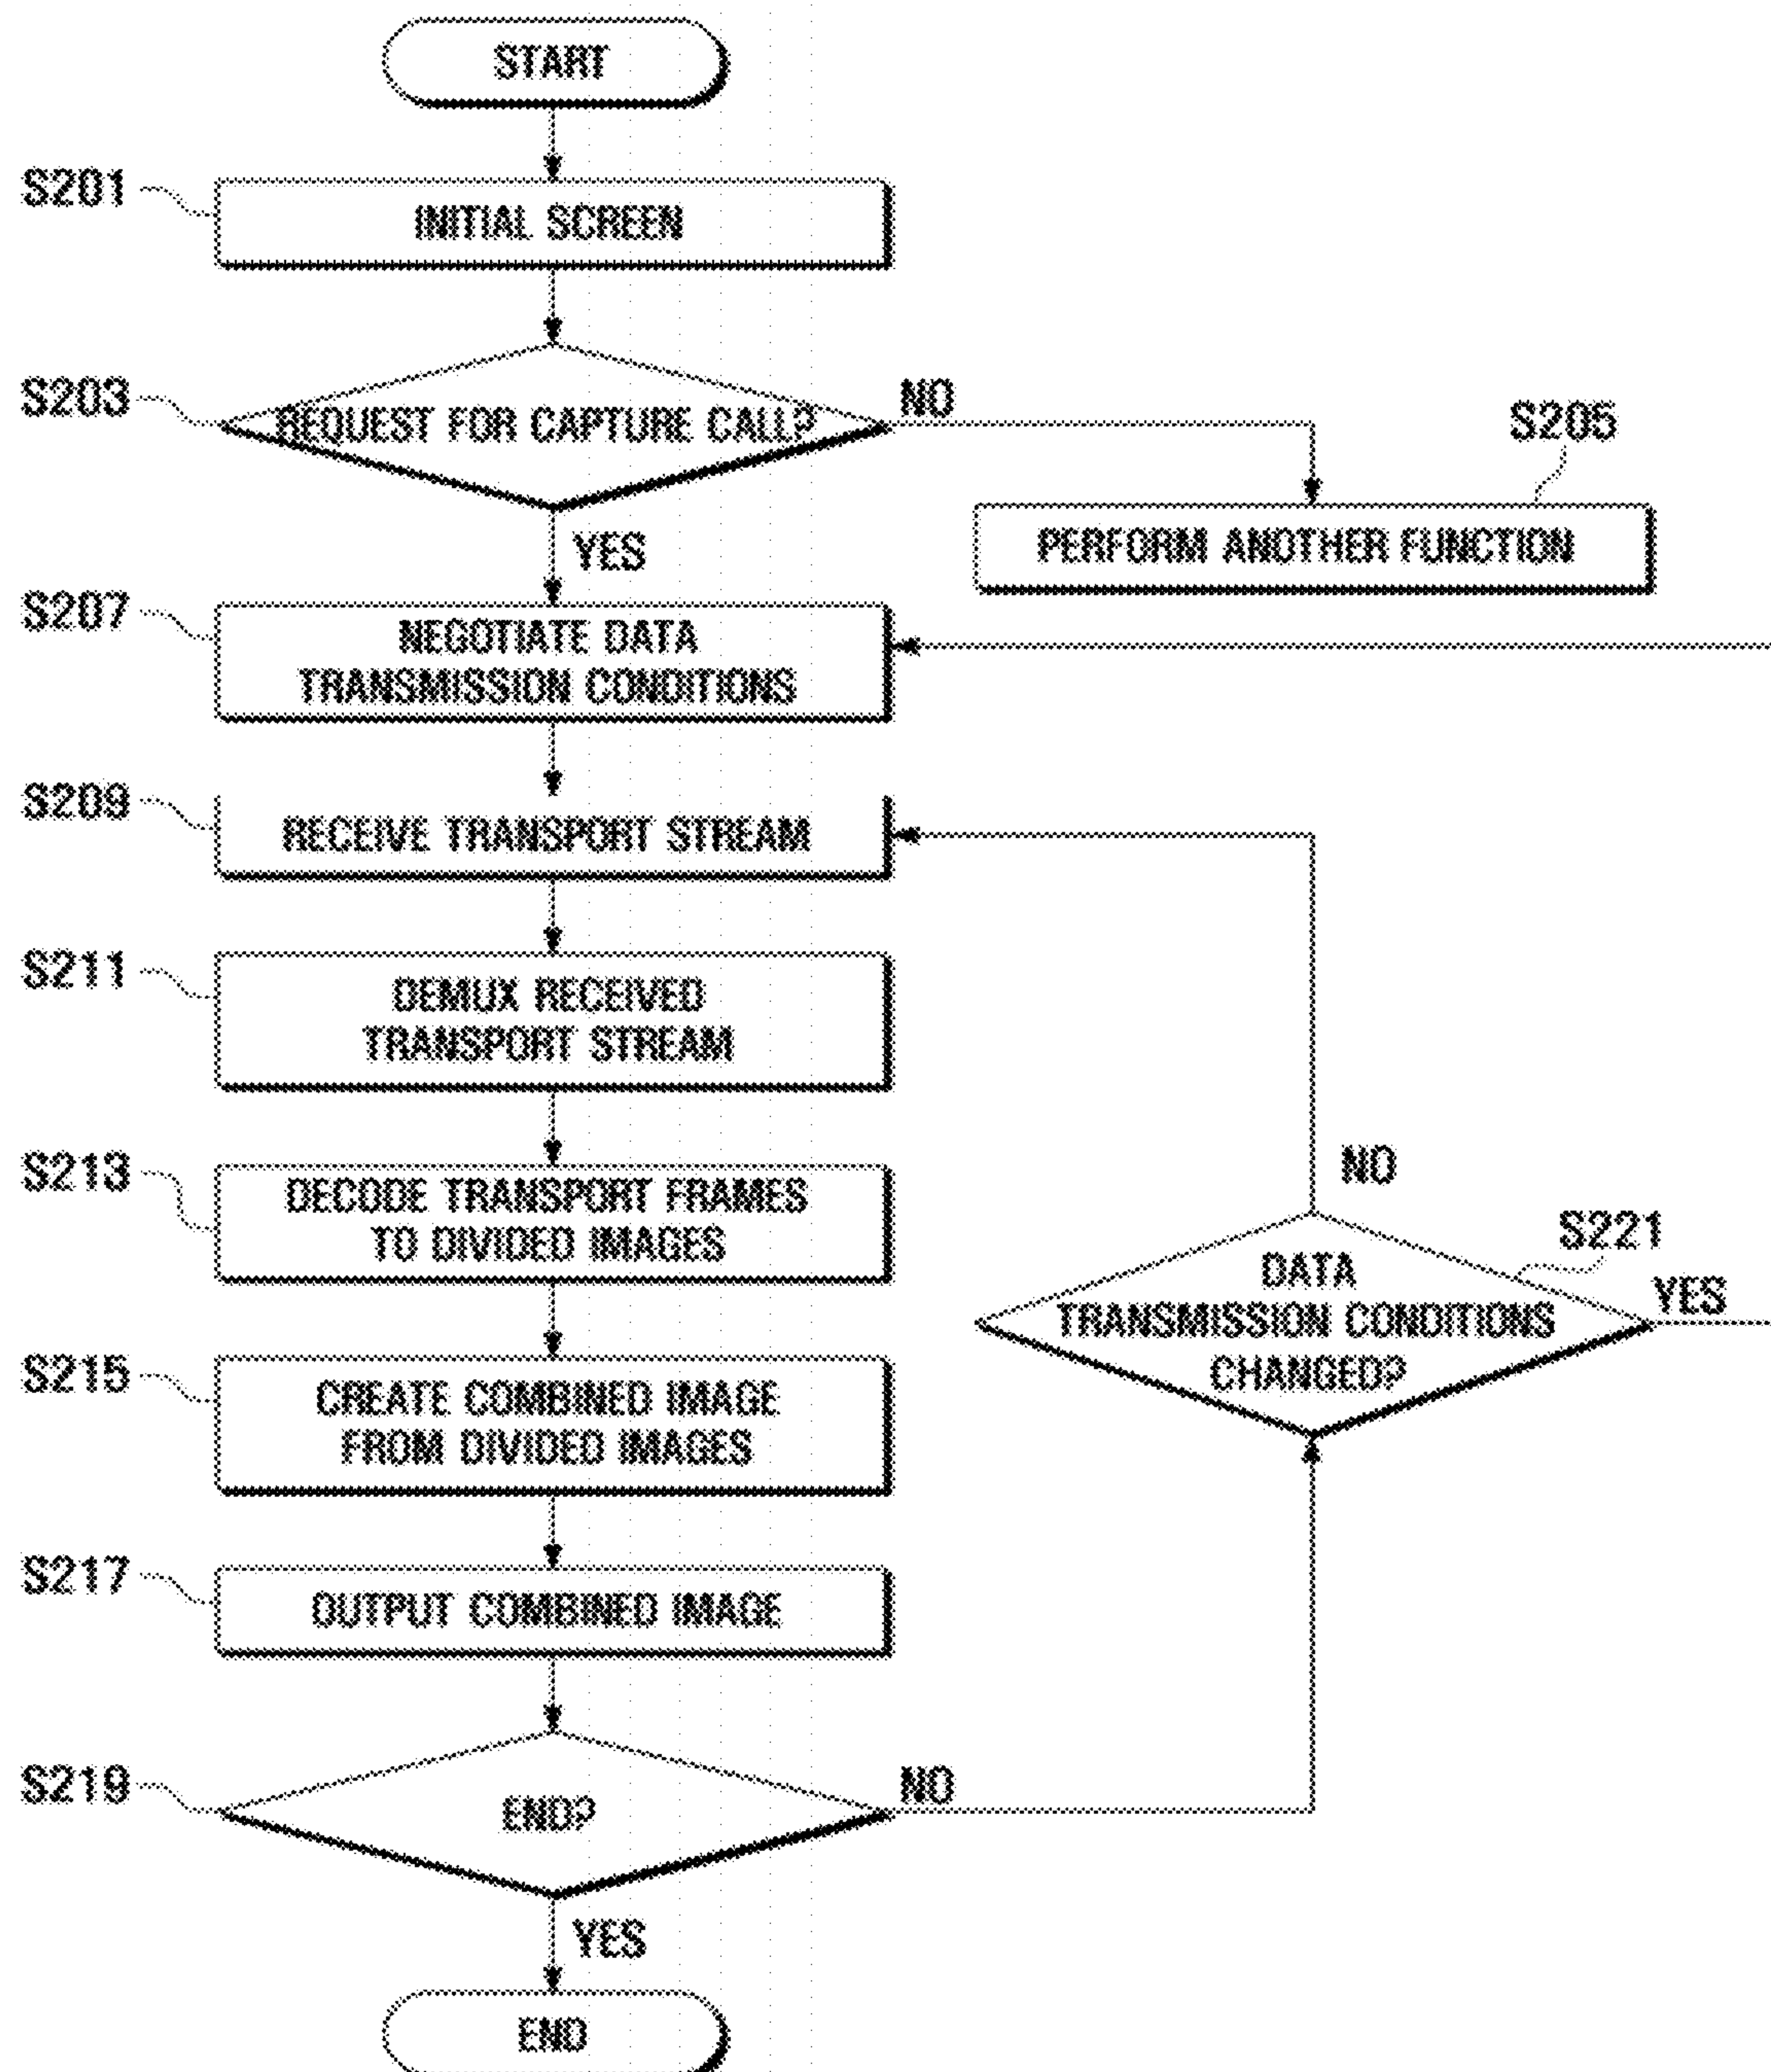 START
S201
INITIAL SCREEN
S203
REQUEST FOR CAPTURE CALL?
NO
S205
PERFORM ANOTHER FUNCTION
YES
S207
NEGOTIATE DATA
TRANSMISSION CONDITIONS
S209
RECEIVE TRANSPORT STREAM
S211
DEMUX RECEIVED
TRANSPORT STREAM
S213
DECODE TRANSPORT FRAMES
TO DIVIDED IMAGES
NO
S221
DATA
TRANSMISSION CONDITIONS
CHANGED?
YES
S215
CREATE COMBINED IMAGE
FROM DIVIDED IMAGES
S217
OUTPUT COMBINED IMAGE
S219
END?
NO
YES
END